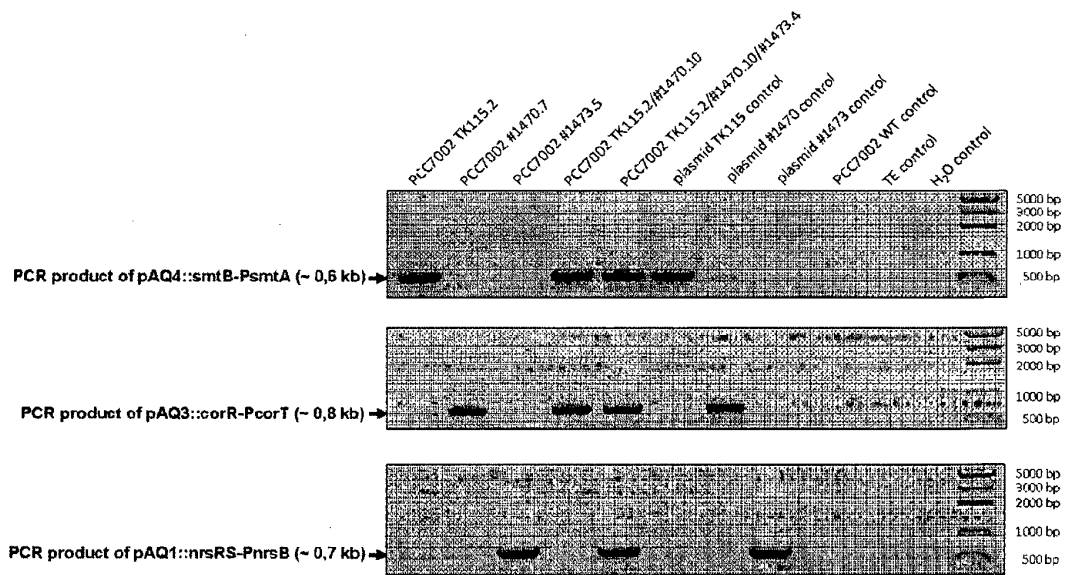 PCC7002 TK115.2
PCC7002 #1470.7
PCC7002 #1473.5
PCC7002 TK115.2/#1470.10
PCC7002 TK115.2/#1470.10/#1473.4
plasmid TK115 control
plasmid #1470 control
plasmid #1473 control
PCC7002 WT control
TE control
H₂O control
5000 bp
3000 bp
2000 bp
1000 bp
500 bp
PCR product of pAQ4::smtB-PsmtA (~ 0,6 kb)
5000 bp
3000 bp
2000 bp
1000 bp
500 bp
PCR product of pAQ3::corR-PcorT (~ 0,8 kb)
5000 bp
3000 bp
2000 bp
1000 bp
500 bp
PCR product of pAQ1::nrsRS-PnrsB (~ 0,7 kb)